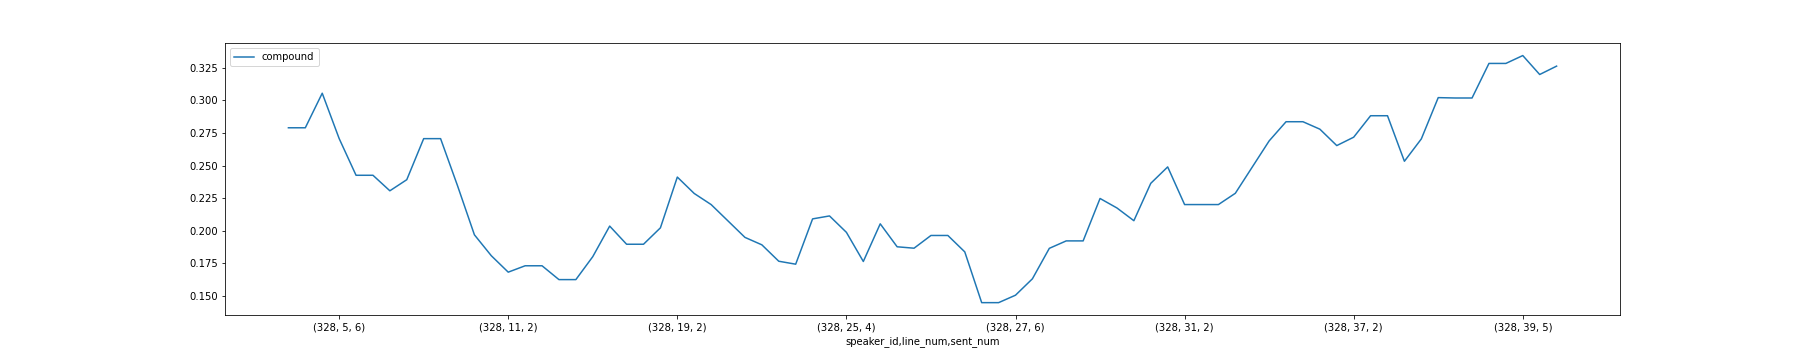 compound
0.325
0.300
0.275
0.250
0.225
0.200
0.175
0.150
(328, 5, 6) (328, 11, 2) (328, 19, 2) (328, 25, 4) (328, 27, 6) (328, 31, 2) (328, 37, 2) (328, 39, 5)
speaker_id,line_num,sent_num